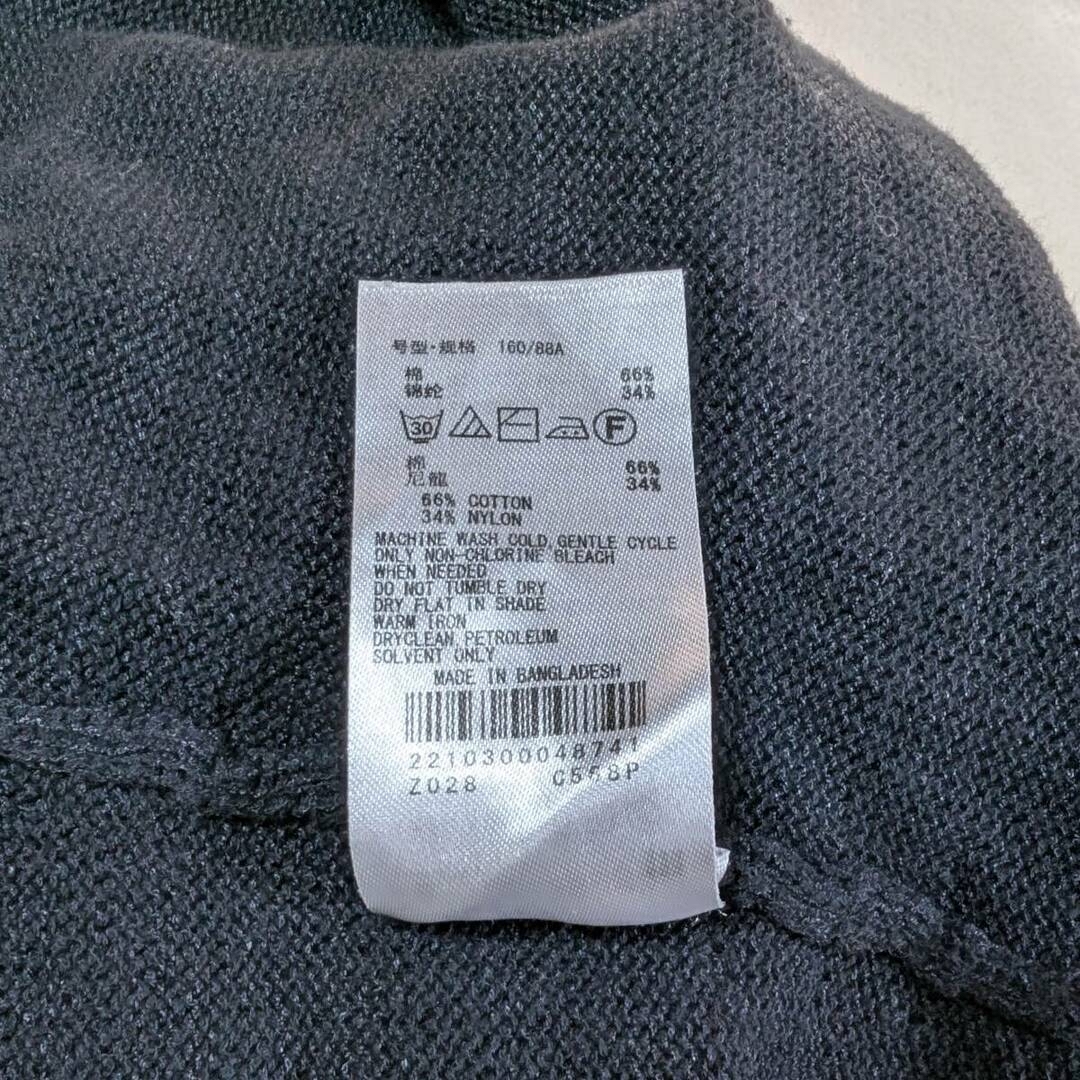 号型·规格 160/88A
棉 66%
锦纶 34%
30 F
棉 66%
尼龍 34%
66% COTTON
34% NYLON
MACHINE WASH COLD, GENTLE CYCLE
ONLY NON-CHLORINE BLEACH
WHEN NEEDED
DO NOT TUMBLE DRY
DRY FLAT IN SHADE
WARM IRON
DRYCLEAN PETROLEUM
SOLVENT ONLY
MADE IN BANGLADESH
2210300048741
Z028 C558P